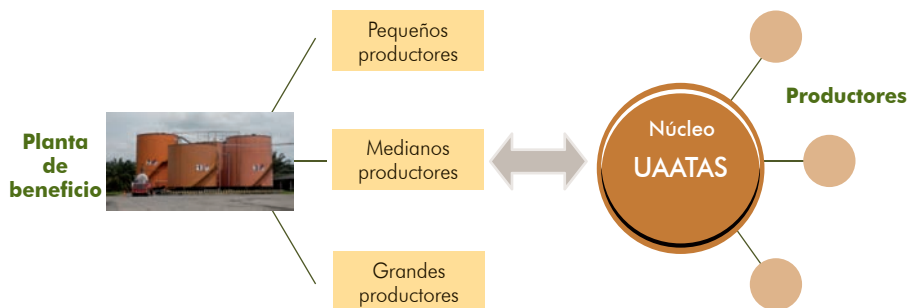 Planta
de
beneficio
Pequeños
productores
Medianos
productores
Grandes
productores
Núcleo
UAATAS
Productores